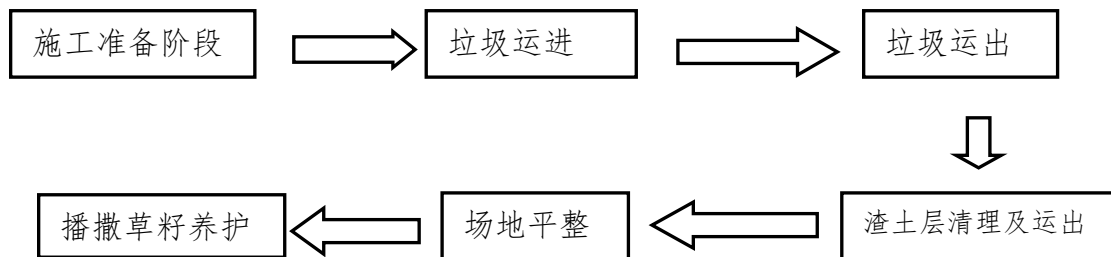 施工准备阶段
垃圾运进
垃圾运出
渣土层清理及运出
场地平整
播撒草籽养护